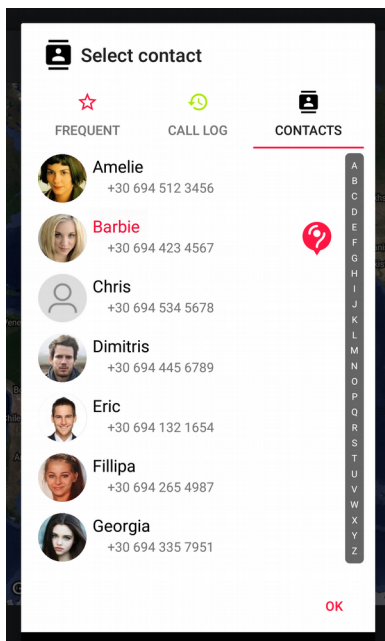 Select contact
FREQUENT
CALL LOG
CONTACTS
Amelie
+30 694 512 3456
Barbie
+30 694 423 4567
Chris
+30 694 534 5678
Dimitris
+30 694 445 6789
Eric
+30 694 132 1654
Fillipa
+30 694 265 4987
Georgia
+30 694 335 7951
A
B
C
D
E
F
G
H
I
J
K
L
M
N
O
P
Q
R
S
T
U
V
W
X
Y
Z
OK